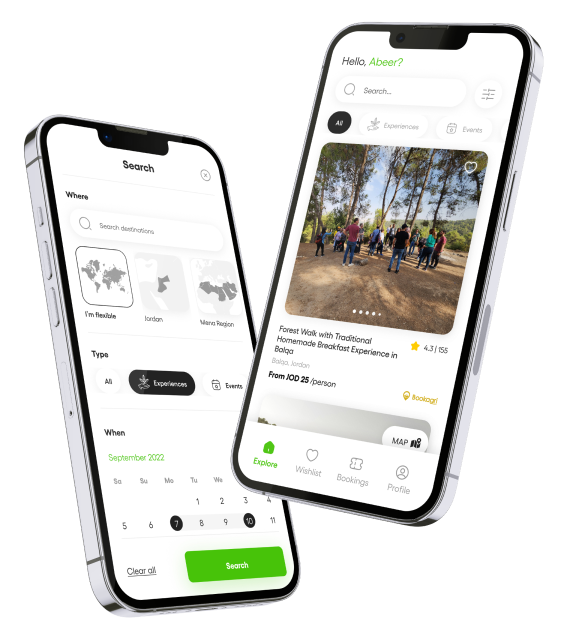 Search
Where
Search destinations
I'm flexible
Jordan
Mena Region
Type
All
Experiences
Events
When
September 2022
Sa Su Mo Tu We Th Fr
1 2 3 4
5 6 7 8 9 10 11
Clear all
Search
Hello, Abeer?
Search...
All
Experiences
Events
Forest Walk with Traditional
Homemade Breakfast Experience in
Balqa
4.3 | 155
Balqa, Jordan
From JOD 25 /person
Bookagri
MAP
Explore
Wishlist
Bookings
Profile